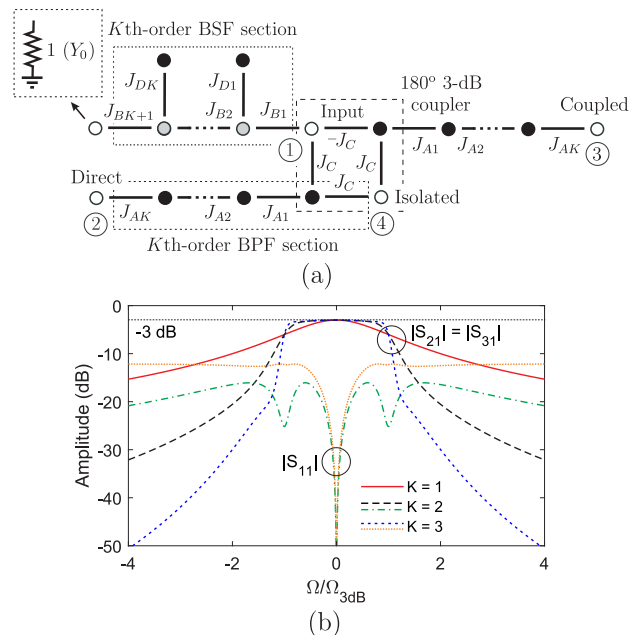 Kth-order BSF section
1 (Y0)
JDK JD1
180° 3-dB
coupler
JBK+1 JB2 JB1 Input Coupled
−JC JA1 JA2 JAK
1 JC JC 3
Direct JC
Isolated
JAK JA2 JA1
2 4
Kth-order BPF section
(a)
Amplitude (dB)
0
-10
-20
-30
-40
-50
-3 dB
|S21| = |S31|
|S11|
K = 1
K = 2
K = 3
-4 -2 0 2 4
Ω/Ω3dB
(b)